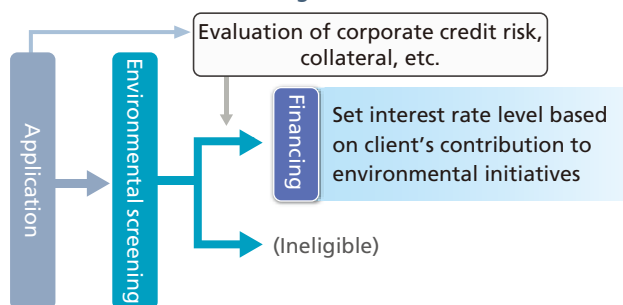 Evaluation of corporate credit risk,
collateral, etc.
Application
Environmental screening
Financing
Set interest rate level based
on client’s contribution to
environmental initiatives
(Ineligible)